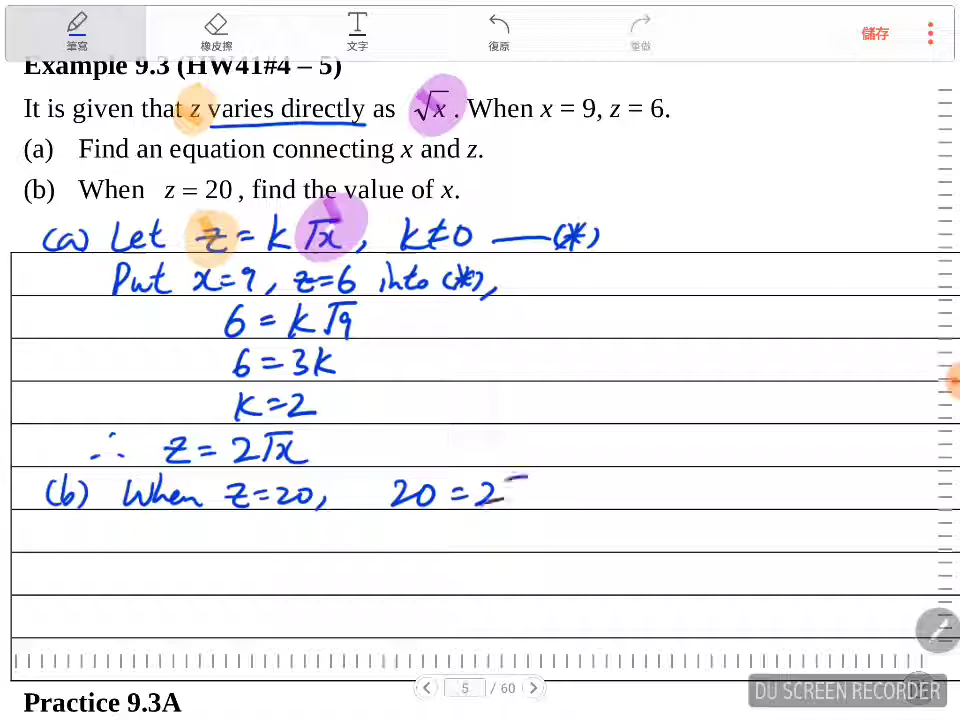 筆寫 橡皮擦 文字 復原 重做 儲存
Example 9.3 (HW41#4 – 5)
It is given that z varies directly as √x . When x = 9, z = 6.
(a) Find an equation connecting x and z.
(b) When z = 20 , find the value of x.
(a) Let z = k√x, k≠0 —(*)
Put x=9, z=6 into (*),
6 = k√9
6 = 3k
k = 2
∴ z = 2√x
(b) When z=20, 20 = 2
5 / 60
DU SCREEN RECORDER
Practice 9.3A